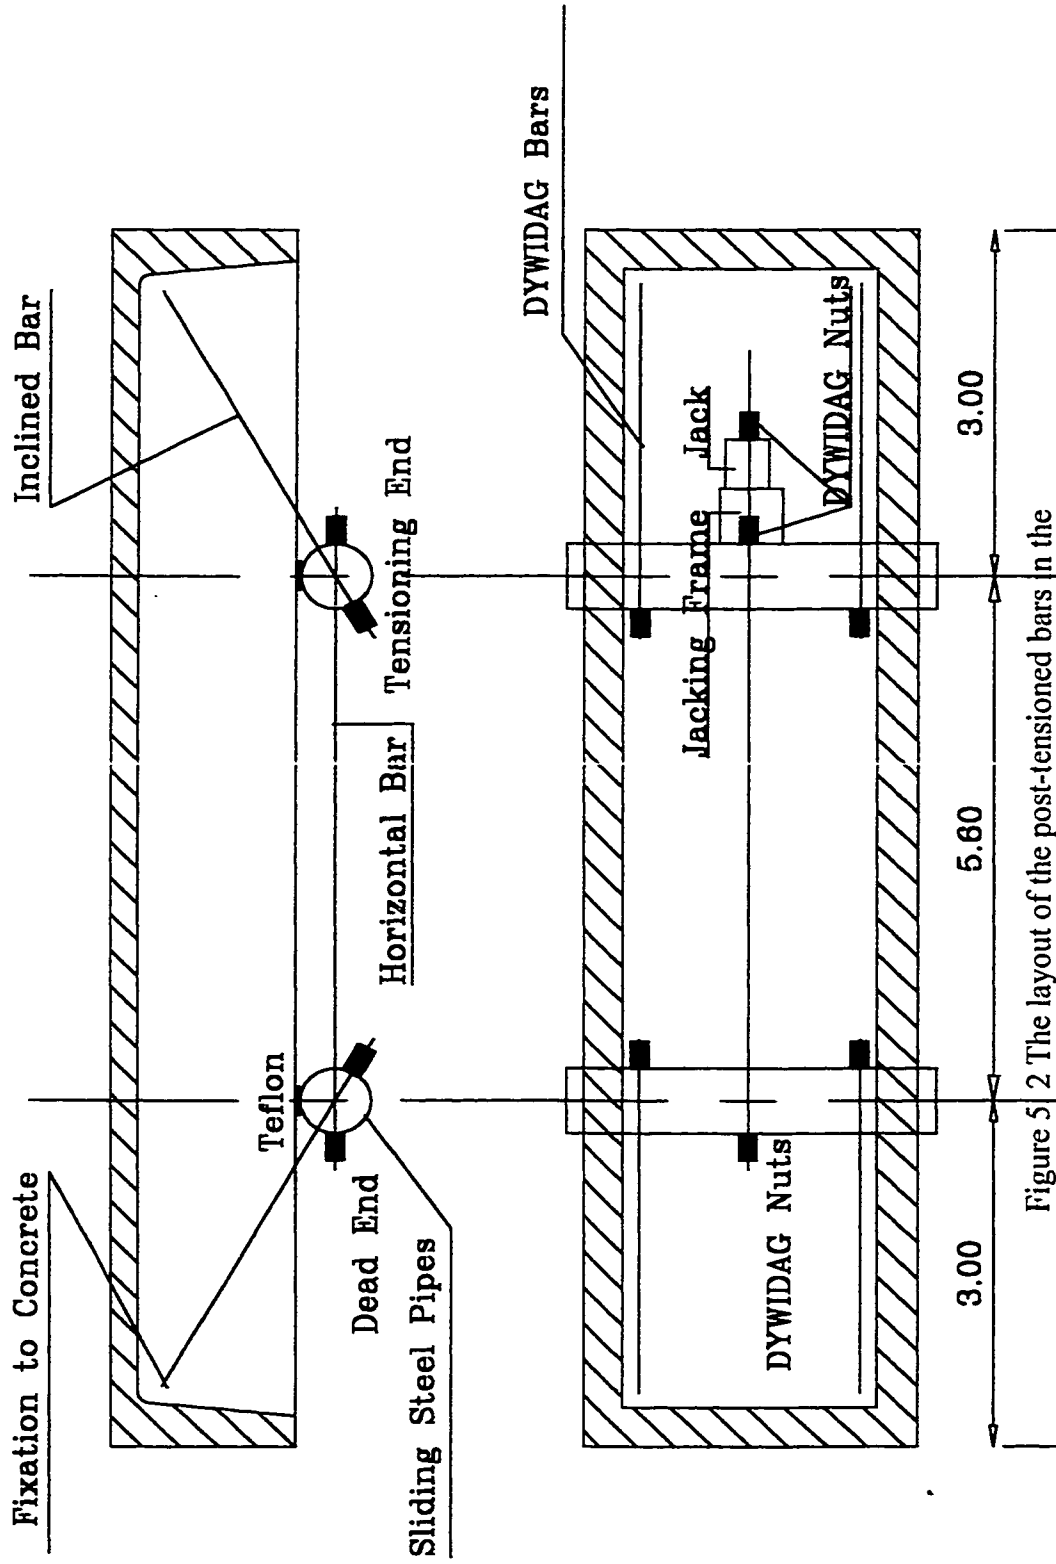 Fixation to Concrete
Inclined Bar
Teflon
Dead End
Tensioning End
Horizontal Bar
Sliding Steel Pipes
DYWIDAG Bars
Jacking Frame
Jack
DYWIDAG Nuts
DYWIDAG Nuts
3.00
5.60
3.00
Figure 5.2 The layout of the post-tensioned bars in the